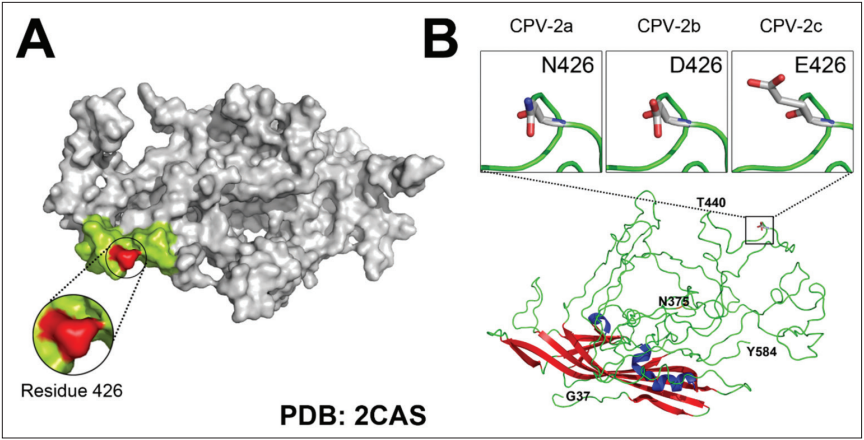 A
Residue 426
PDB: 2CAS
B
CPV-2a
CPV-2b
CPV-2c
N426
D426
E426
T440
N375
Y584
G37